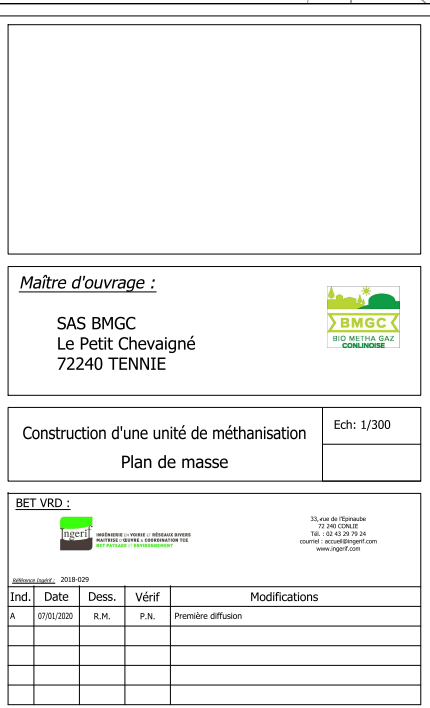 Maître d'ouvrage :
SAS BMGC
Le Petit Chevaigné
72240 TENNIE
BMGC
BIO METHA GAZ
CONLINOISE
Construction d'une unité de méthanisation
Plan de masse
Ech: 1/300
BET VRD :
Ingerif
INGÉNIERIE EN VOIRIE ET RÉSEAUX DIVERS
MAITRISE D'ŒUVRE & COORDINATION TCE
BET PAYSAGE ET ENVIRONNEMENT
33, rue de l'Epinaube
72 240 CONLIE
Tél. : 02 43 29 79 24
courriel : accueil@ingerif.com
www.ingerif.com
Référence Ingérif : 2018-029
Ind. Date Dess. Vérif Modifications
A 07/01/2020 R.M. P.N. Première diffusion